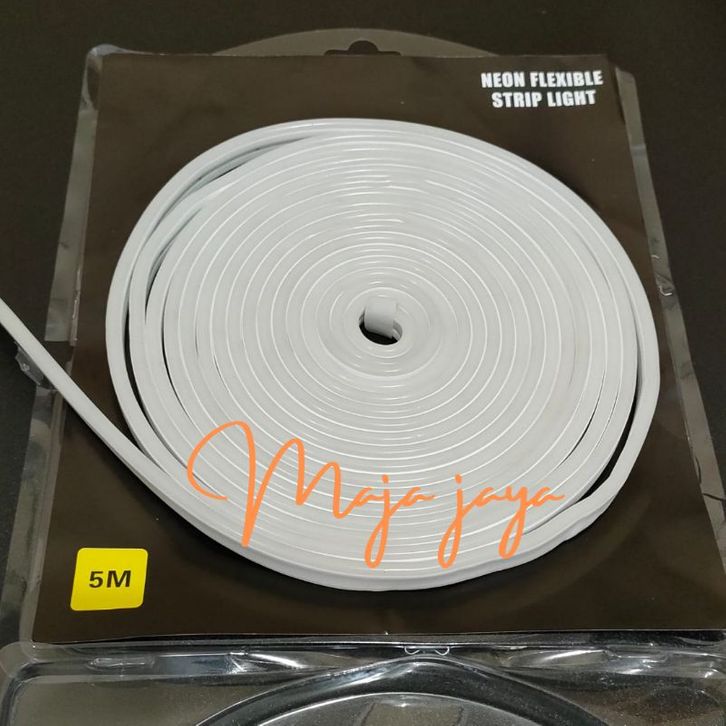 NEON FLEXIBLE
STRIP LIGHT
Maja jaya
5M